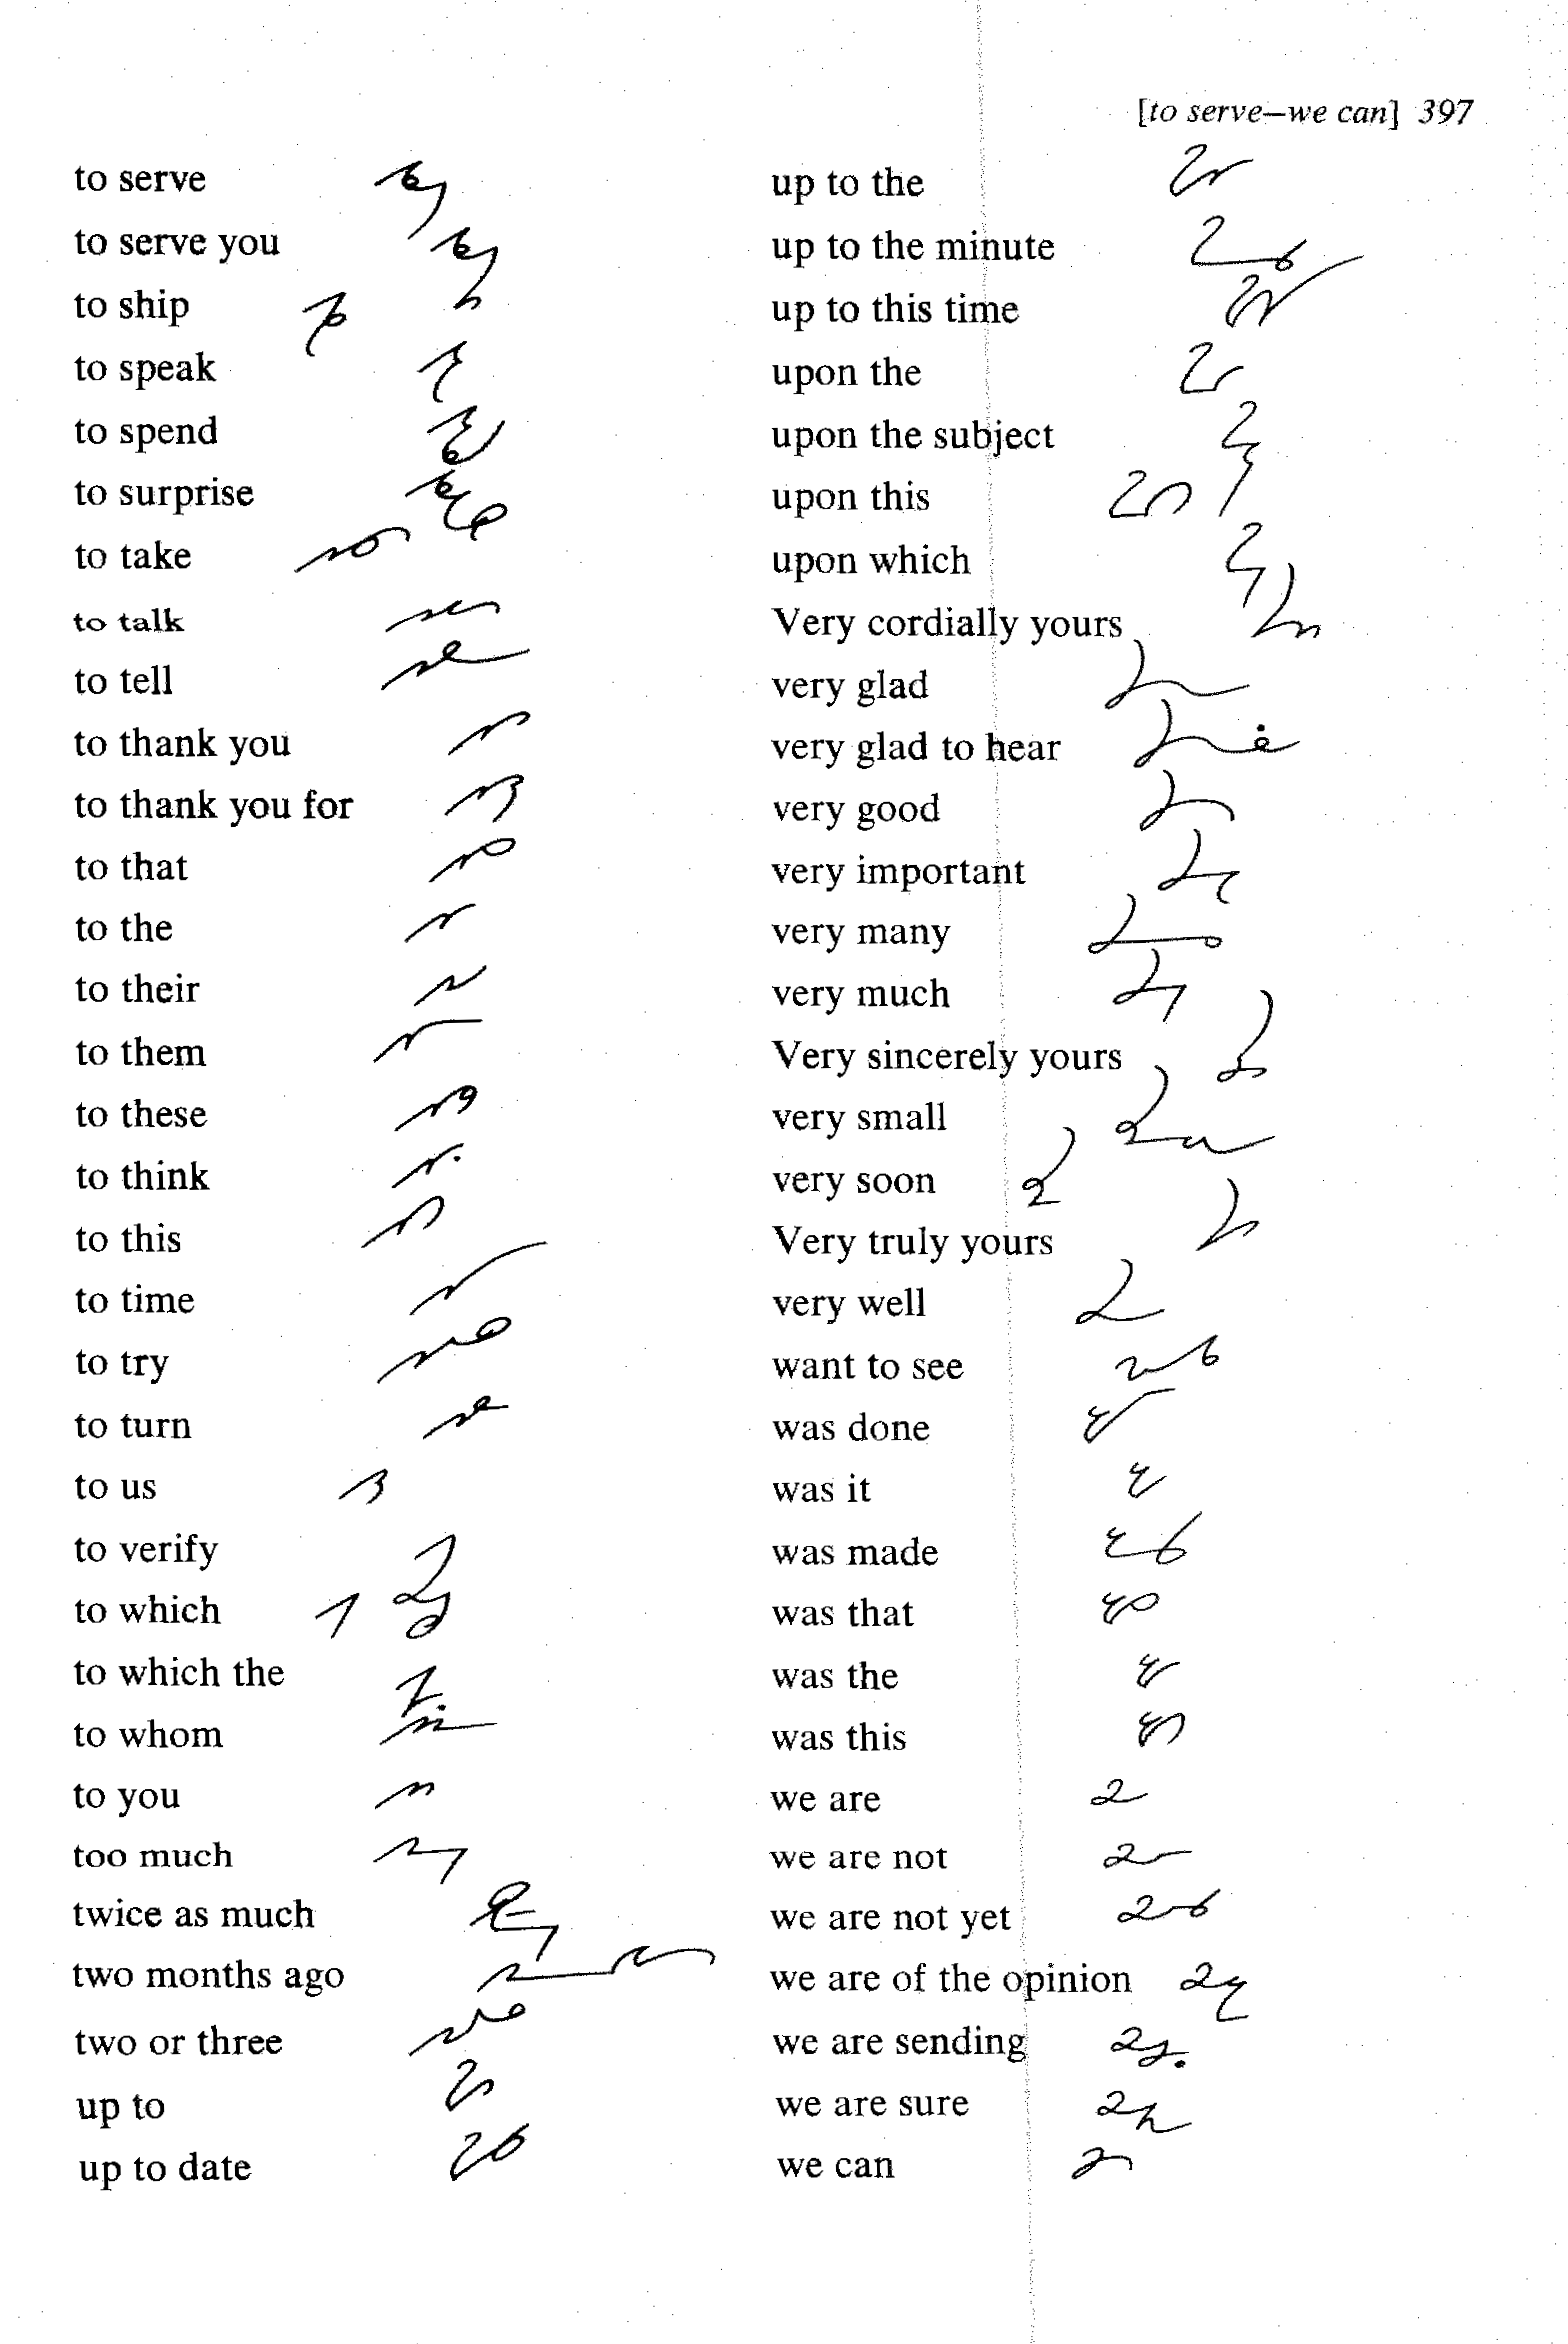 [to serve—we can] 397
to serve
to serve you
to ship
to speak
to spend
to surprise
to take
to talk
to tell
to thank you
to thank you for
to that
to the
to their
to them
to these
to think
to this
to time
to try
to turn
to us
to verify
to which
to which the
to whom
to you
too much
twice as much
two months ago
two or three
up to
up to date
up to the
up to the minute
up to this time
upon the
upon the subject
upon this
upon which
Very cordially yours
very glad
very glad to hear
very good
very important
very many
very much
Very sincerely yours
very small
very soon
Very truly yours
very well
want to see
was done
was it
was made
was that
was the
was this
we are
we are not
we are not yet
we are of the opinion
we are sending
we are sure
we can